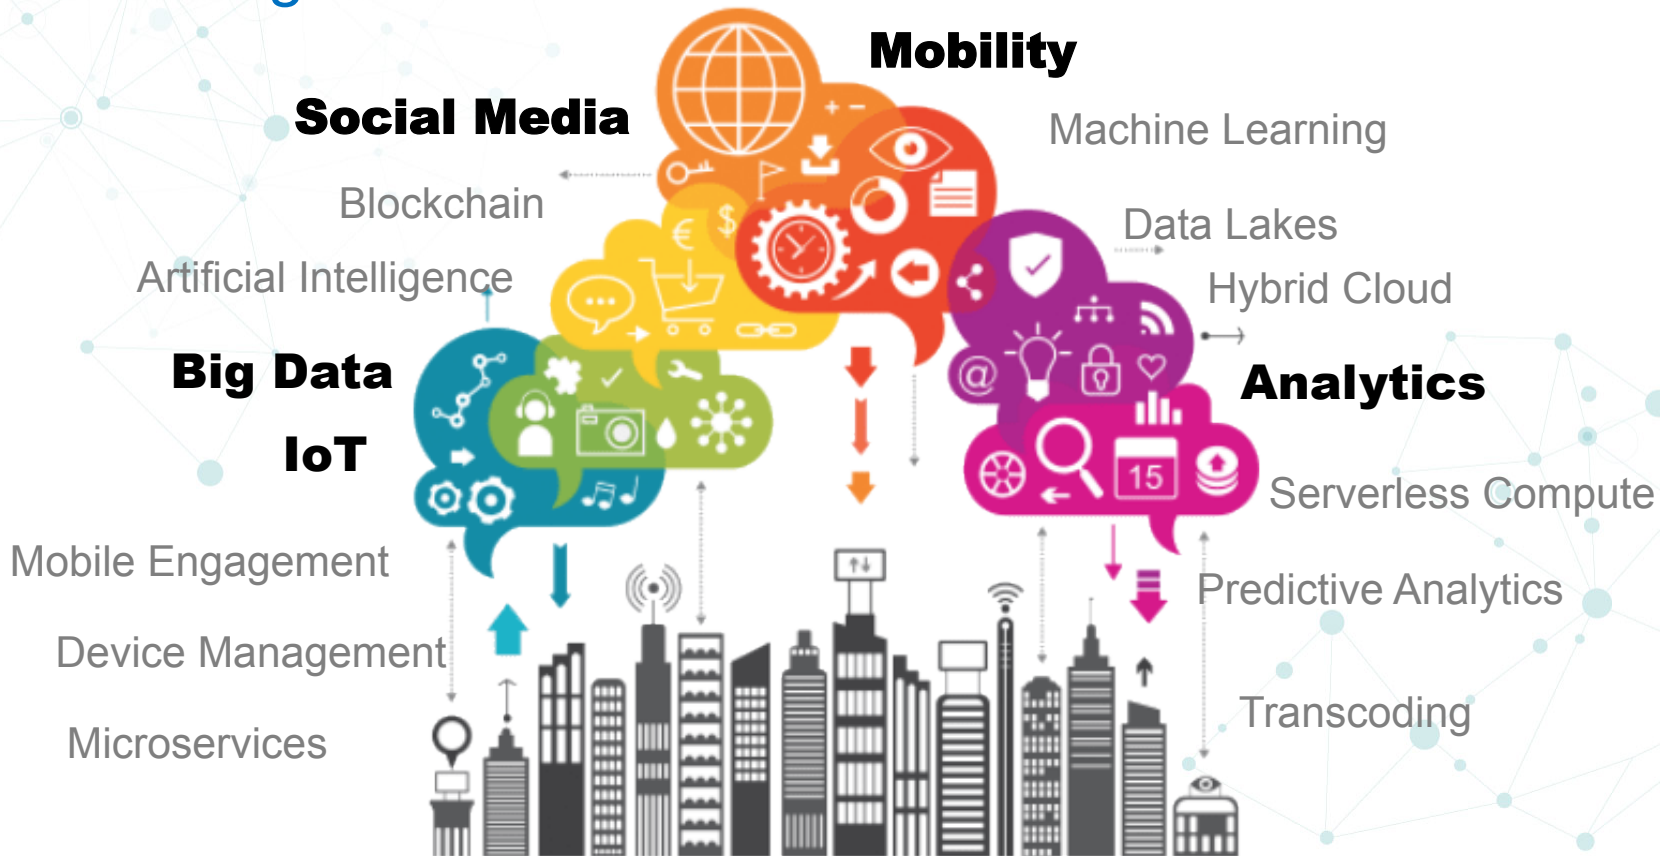 Mobility
Social Media
Machine Learning
Blockchain
Data Lakes
Artificial Intelligence
Hybrid Cloud
Big Data
Analytics
IoT
15
Serverless Compute
Mobile Engagement
Predictive Analytics
Device Management
Transcoding
Microservices